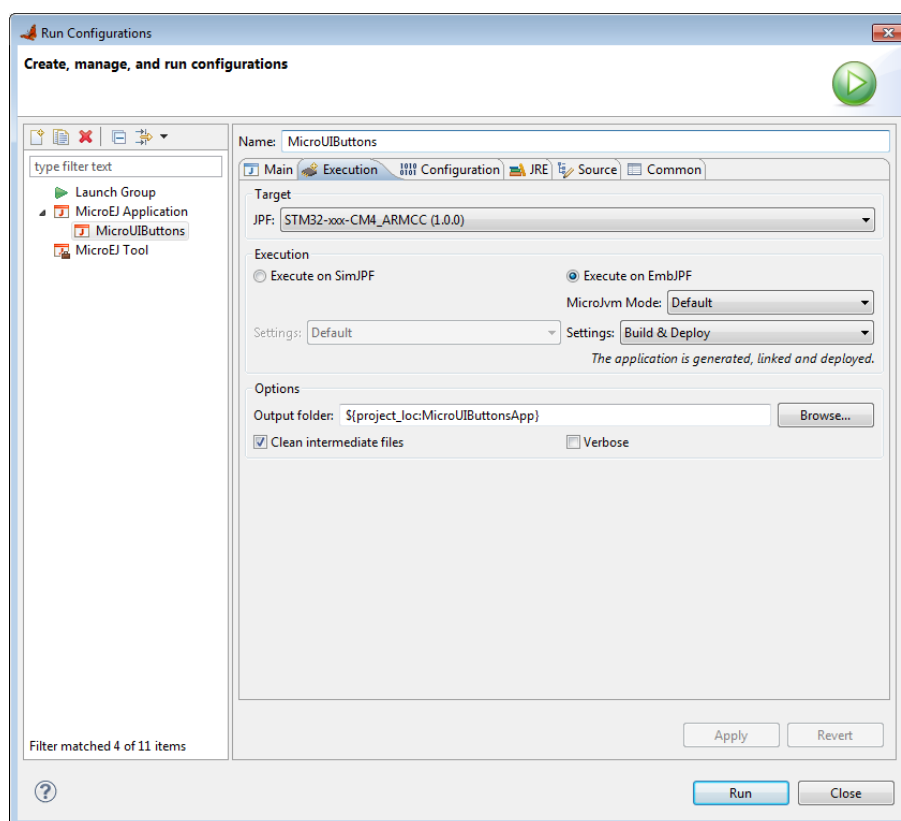 Run Configurations
Create, manage, and run configurations
type filter text
Launch Group
MicroEJ Application
MicroUIButtons
MicroEJ Tool
Filter matched 4 of 11 items
Name: MicroUIButtons
Main Execution Configuration JRE Source Common
Target
JPF: STM32-xxx-CM4_ARMCC (1.0.0)
Execution
Execute on SimJPF Execute on EmbJPF
MicroJvm Mode: Default
Settings: Default Settings: Build & Deploy
The application is generated, linked and deployed.
Options
Output folder: ${project_loc:MicroUIButtonsApp} Browse...
Clean intermediate files Verbose
Apply Revert
Run Close